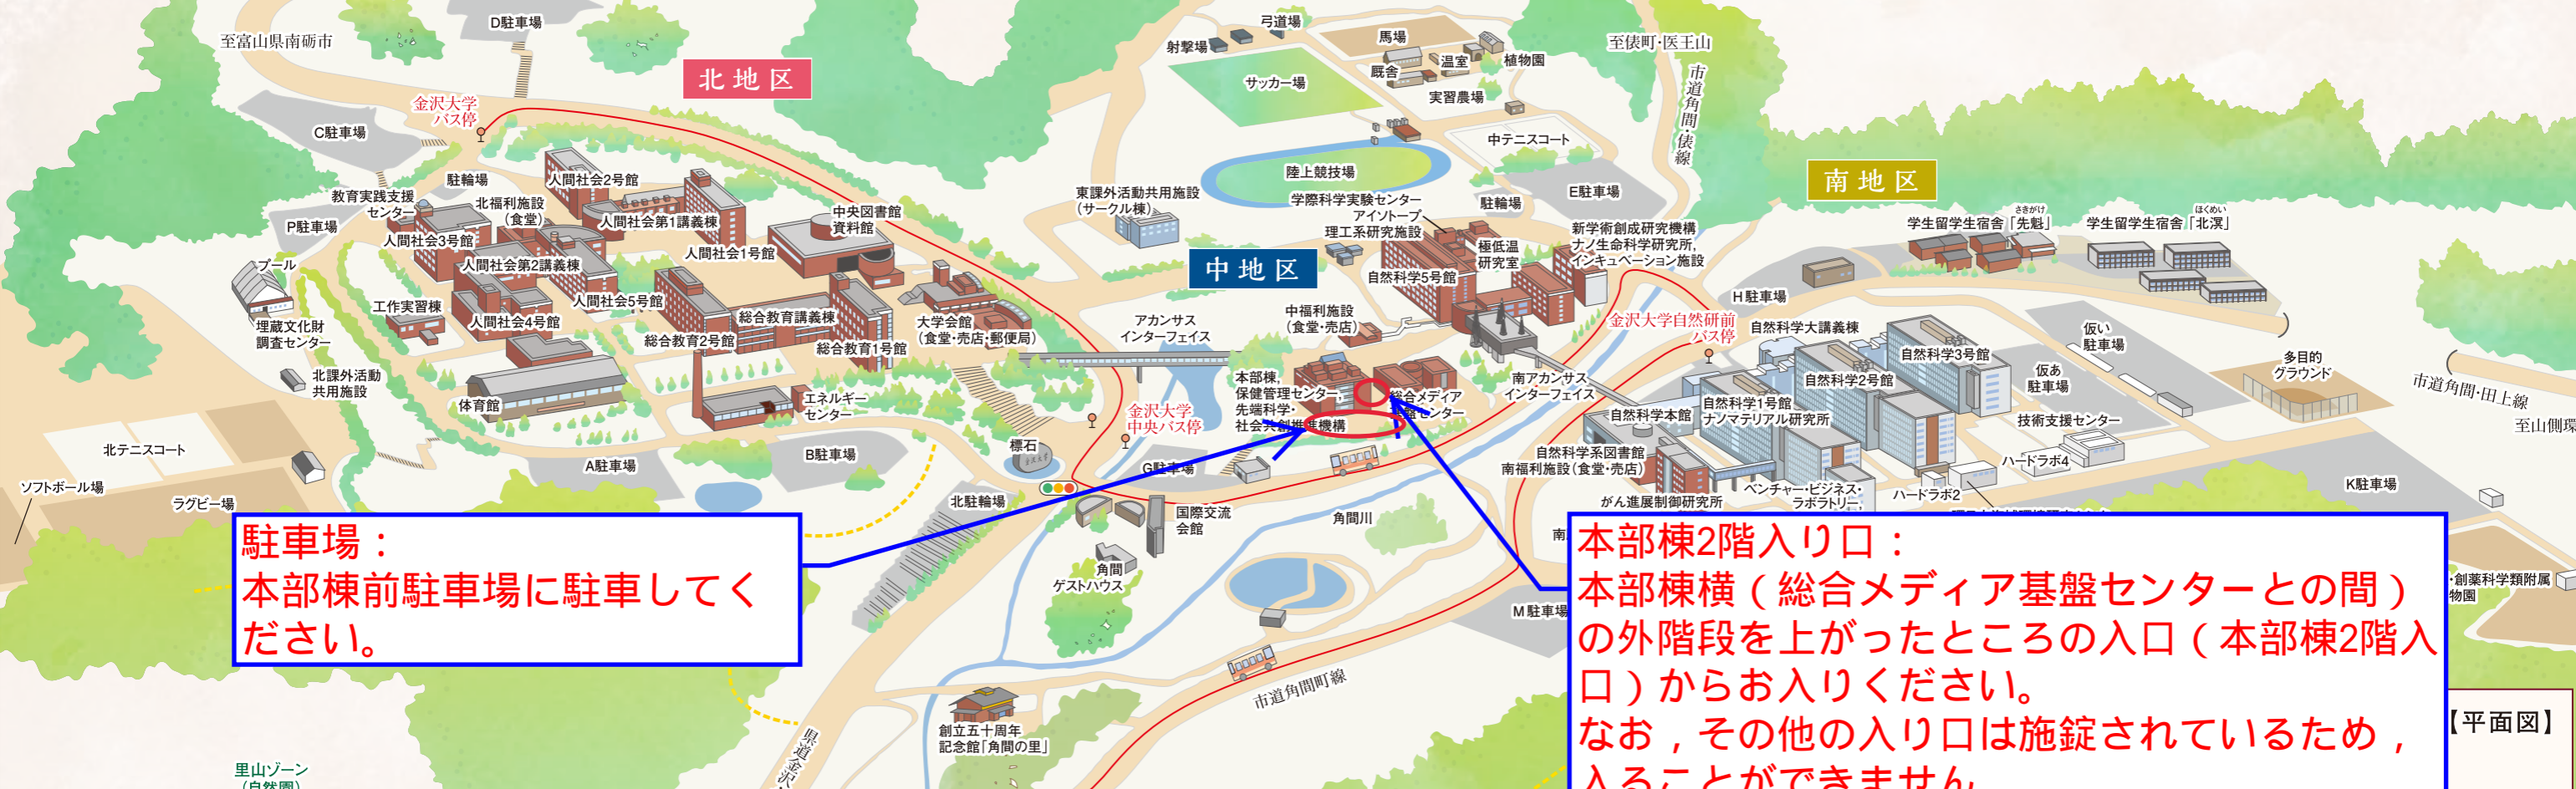 D駐車場
至富山県南砺市
北地区
金沢大学
バス停
C駐車場
駐輪場
教育実践支援
センター
北福利施設
（食堂）
人間社会2号館
人間社会第1講義棟
中央図書館
資料館
P駐車場
人間社会3号館
人間社会1号館
人間社会第2講義棟
プール
工作実習棟
人間社会5号館
人間社会4号館
埋蔵文化財
調査センター
総合教育講義棟
総合教育2号館
総合教育1号館
大学会館
（食堂・売店・郵便局）
北課外活動
共用施設
体育館
エネルギー
センター
北テニスコート
ソフトボール場
ラグビー場
A駐車場
B駐車場
標石
北駐輪場
弓道場
射撃場
馬場
サッカー場
厩舎
温室
植物園
実習農場
至俵町・医王山
市道角間・俵線
中テニスコート
陸上競技場
E駐車場
駐輪場
東課外活動共用施設
（サークル棟）
学際科学実験センター
アイソトープ
理工系研究施設
極低温
研究室
新学術創成研究機構
ナノ生命科学研究所,
インキュベーション施設
中地区
自然科学5号館
中福利施設
（食堂・売店）
アカンサス
インターフェイス
本部棟,
保健管理センター,
先端科学・
社会共創推進機構
総合メディア
基盤センター
南アカンサス
インターフェイス
金沢大学
中央バス停
G駐車場
国際交流
会館
角間
ゲストハウス
角間川
南地区
さきがけ
学生留学生宿舎「先魁」
ほくめい
学生留学生宿舎「北溟」
H駐車場
金沢大学自然研前
バス停
自然科学大講義棟
自然科学3号館
仮い
駐車場
自然科学2号館
仮あ
駐車場
多目的
グラウンド
市道角間・田上線
至山側環
自然科学本館
自然科学1号館
ナノマテリアル研究所
技術支援センター
自然科学系図書館
南福利施設（食堂・売店）
ハードラボ4
ハードラボ2
K駐車場
がん進展制御研究所
ベンチャー・ビジネス・
ラボラトリー,
南
M駐車場
・創薬科学類附属
物園
駐車場：
本部棟前駐車場に駐車してく
ださい。
本部棟2階入り口：
本部棟横（総合メディア基盤センターとの間）
の外階段を上がったところの入口（本部棟2階入
口）からお入りください。
なお，その他の入り口は施錠されているため，
入ることができません
市道角間町線
創立五十周年
記念館「角間の里」
県道金沢
里山ゾーン
（自然園）
【平面図】